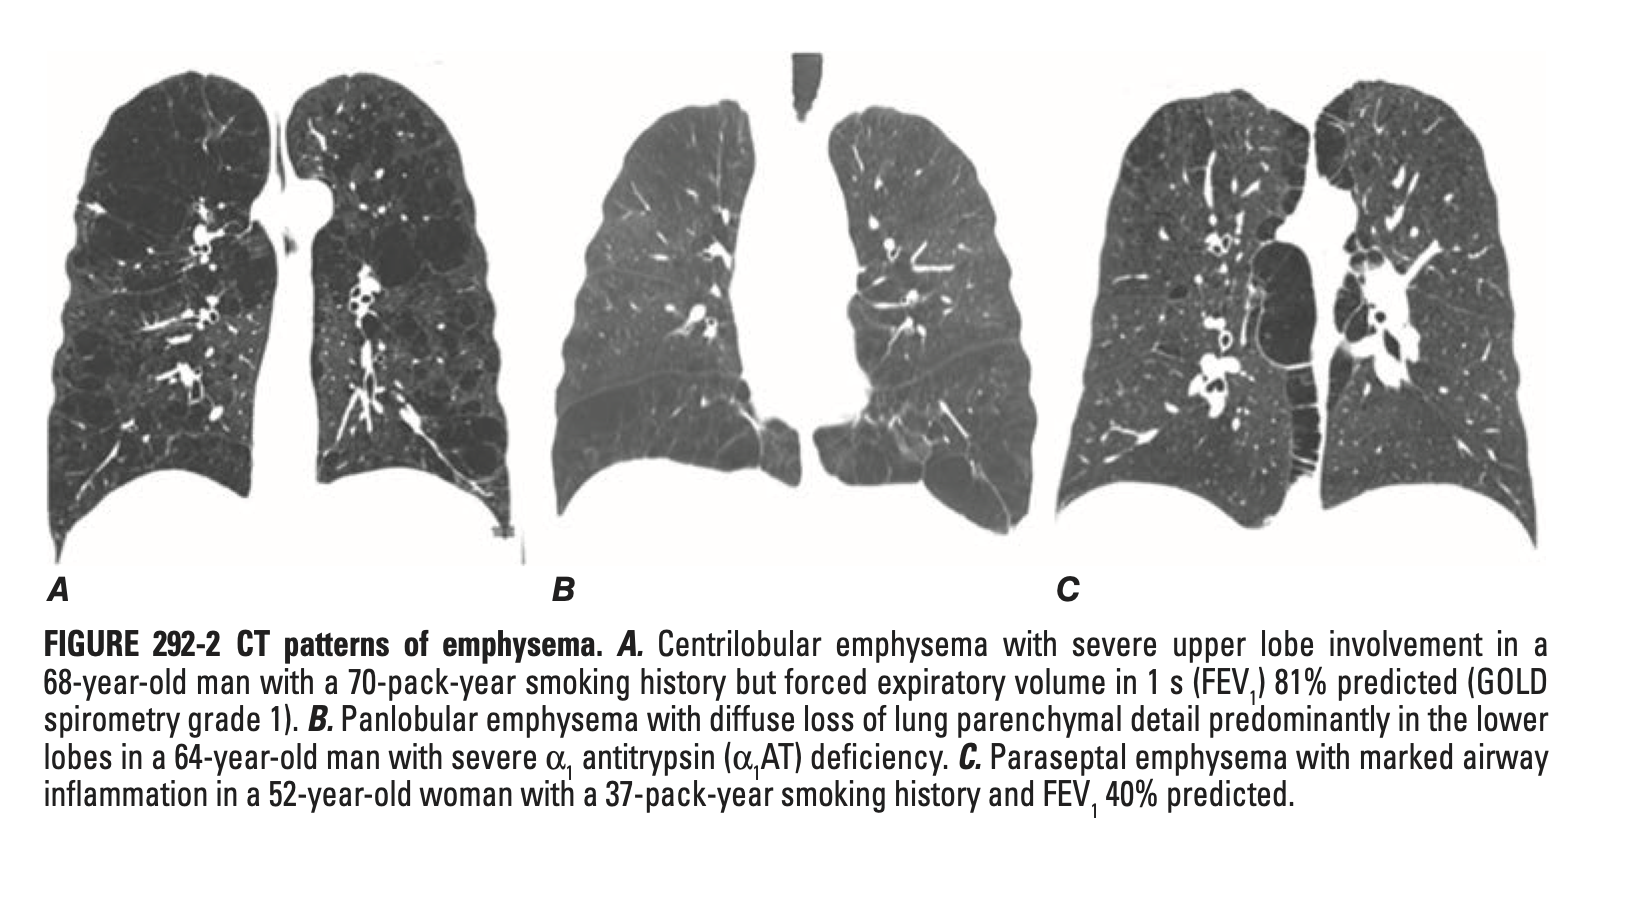 A B C
FIGURE 292-2 CT patterns of emphysema. A. Centrilobular emphysema with severe upper lobe involvement in a
68-year-old man with a 70-pack-year smoking history but forced expiratory volume in 1 s (FEV₁) 81% predicted (GOLD
spirometry grade 1). B. Panlobular emphysema with diffuse loss of lung parenchymal detail predominantly in the lower
lobes in a 64-year-old man with severe α₁ antitrypsin (α₁AT) deficiency. C. Paraseptal emphysema with marked airway
inflammation in a 52-year-old woman with a 37-pack-year smoking history and FEV₁ 40% predicted.